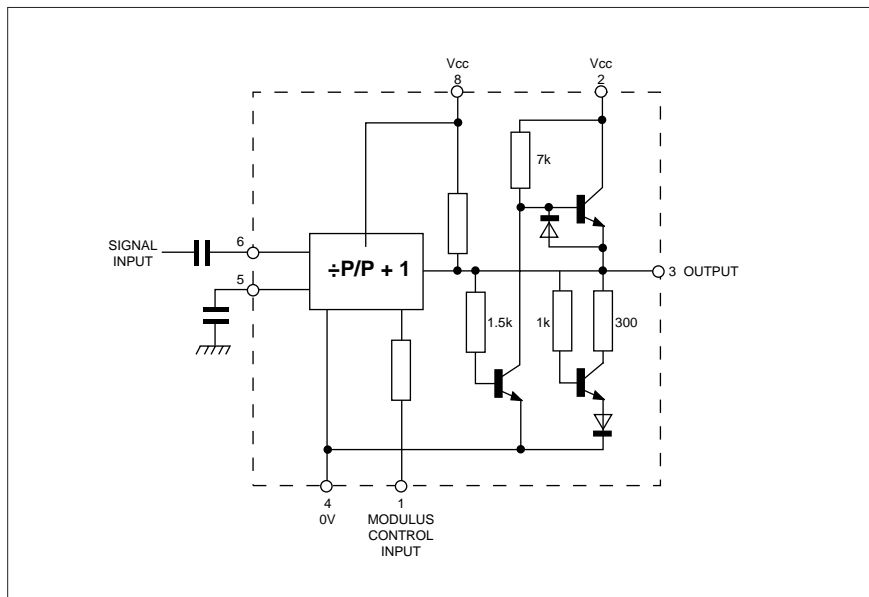 Vcc
8
Vcc
2
7k
SIGNAL
INPUT
6
5
÷P/P + 1
3 OUTPUT
1.5k
1k
300
4
0V
1
MODULUS
CONTROL
INPUT